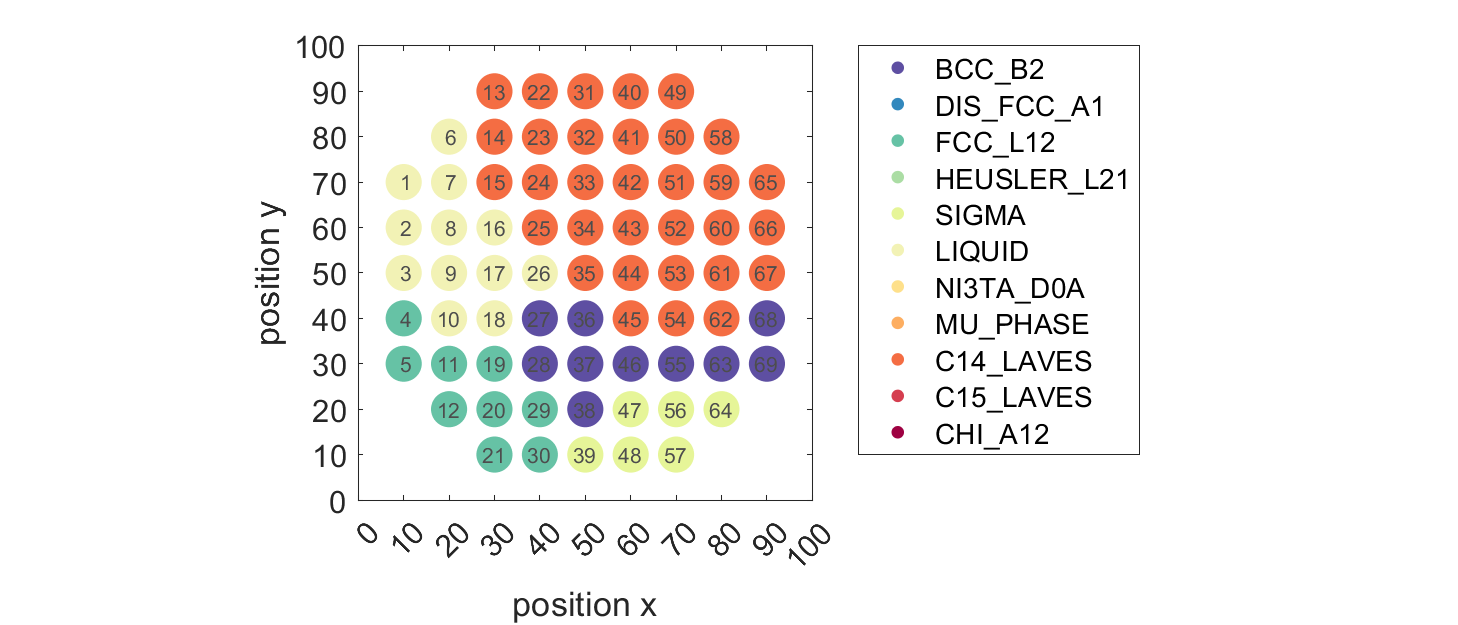 100
90
80
70
60
50
40
30
20
10
0
position y
13 22 31 40 49
6 14 23 32 41 50 58
1 7 15 24 33 42 51 59 65
2 8 16 25 34 43 52 60 66
3 9 17 26 35 44 53 61 67
4 10 18 27 36 45 54 62 68
5 11 19 28 37 46 55 63 69
12 20 29 38 47 56 64
21 30 39 48 57
0 10 20 30 40 50 60 70 80 90 100
position x
BCC_B2
DIS_FCC_A1
FCC_L12
HEUSLER_L21
SIGMA
LIQUID
NI3TA_D0A
MU_PHASE
C14_LAVES
C15_LAVES
CHI_A12